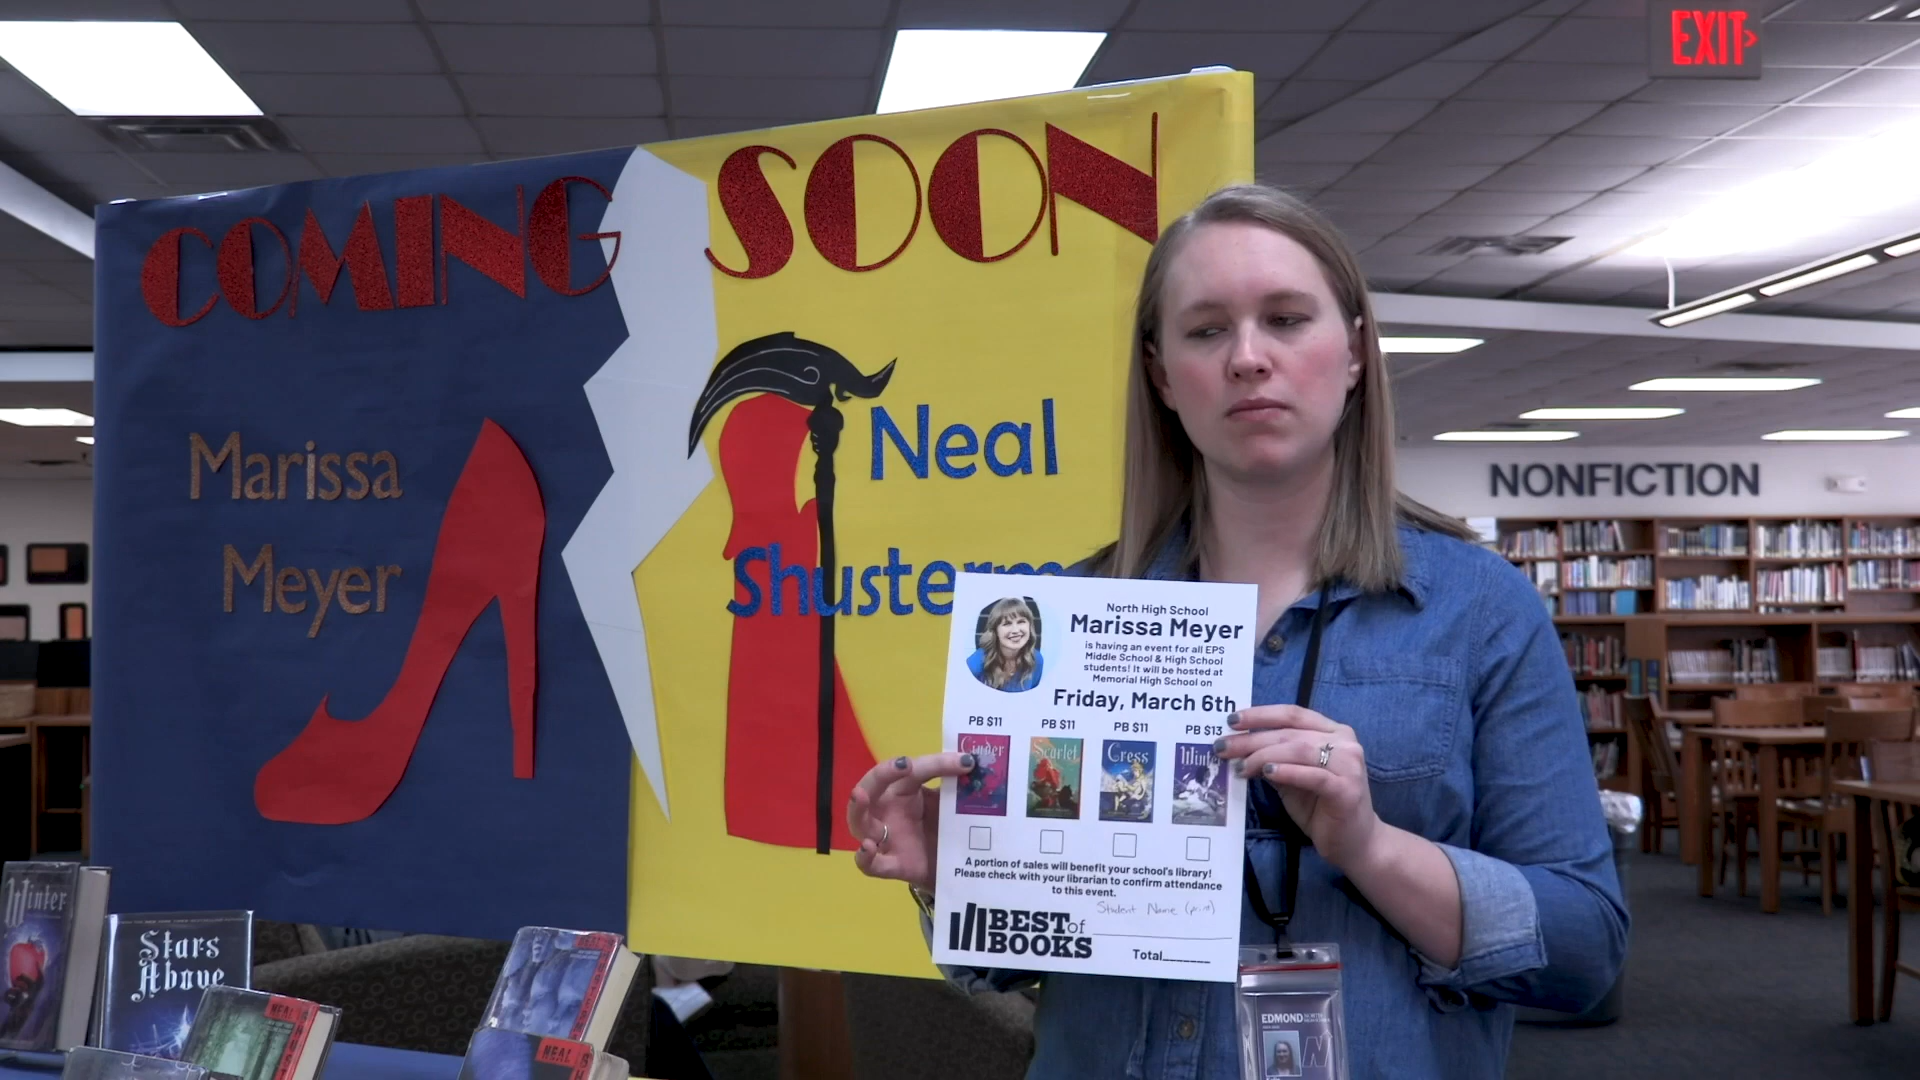 EXIT
COMING SOON
Marissa
Meyer
Neal
Shusterm
NONFICTION
North High School
Marissa Meyer
is having an event for all EPS
Middle School & High School
students! It will be hosted at
Memorial High School on
Friday, March 6th
PB $11 PB $11 PB $11 PB $13
Cinder Scarlet Cress Winter
A portion of sales will benefit your school's library!
Please check with your librarian to confirm attendance
to this event.
Student Name (print)
BEST of
BOOKS
Total
Winter
Stars
Above
NEAL
NEAL
EDMOND
N